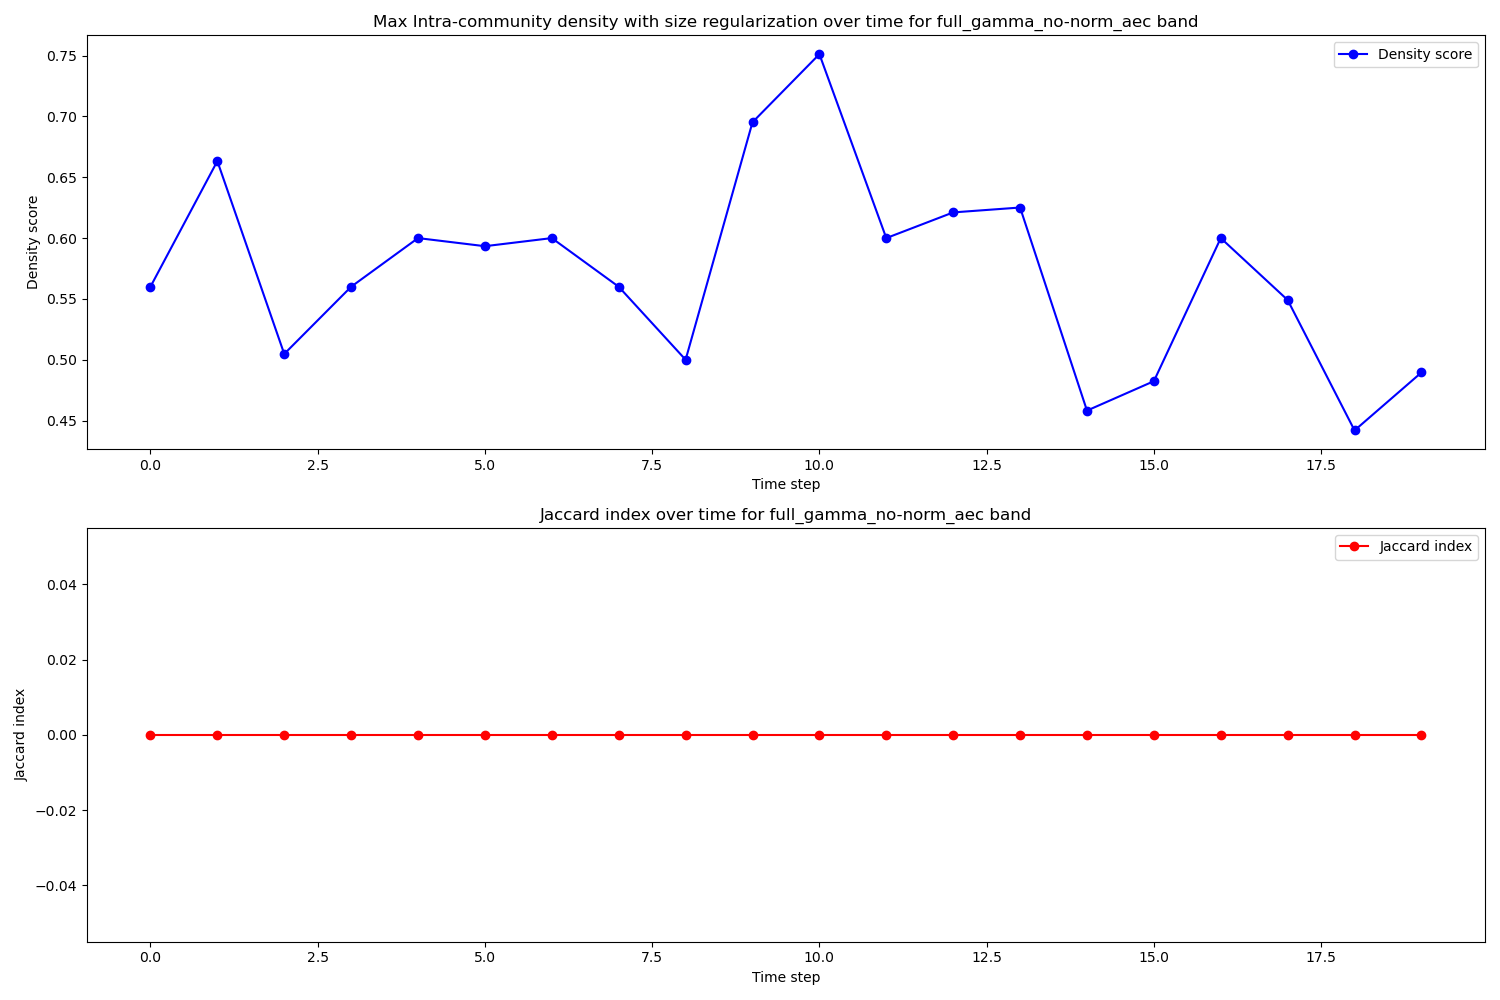 Max Intra-community density with size regularization over time for full_gamma_no-norm_aec band
Density score
0.75
0.70
0.65
0.60
0.55
0.50
0.45
Density score
0.0 2.5 5.0 7.5 10.0 12.5 15.0 17.5
Time step
Jaccard index over time for full_gamma_no-norm_aec band
Jaccard index
0.04
0.02
0.00
−0.02
−0.04
Jaccard index
0.0 2.5 5.0 7.5 10.0 12.5 15.0 17.5
Time step